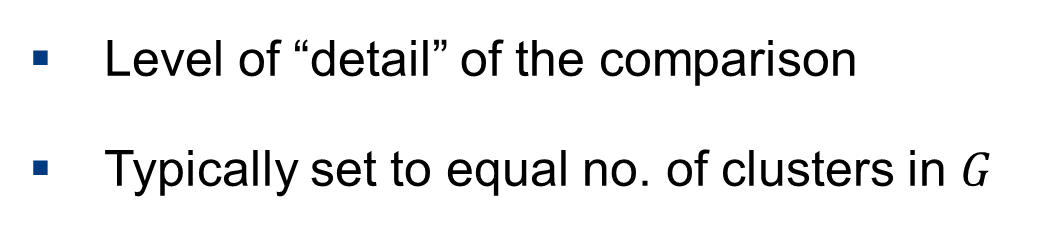 ▪ Level of “detail” of the comparison
▪ Typically set to equal no. of clusters in 𝐺